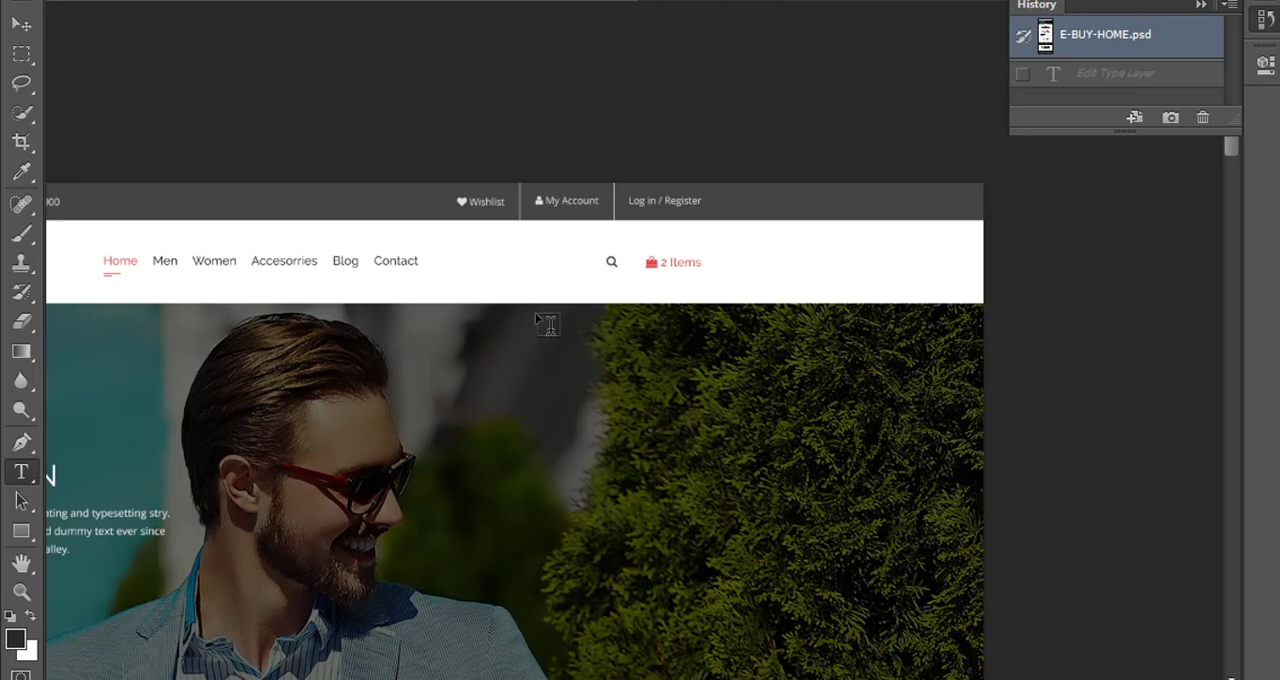 History
E-BUY-HOME.psd
Edit Type Layer
Wishlist
My Account
Log in / Register
Home Men Women Accesorries Blog Contact
2 Items
N
nting and typesetting stry.
d dummy text ever since
alley.